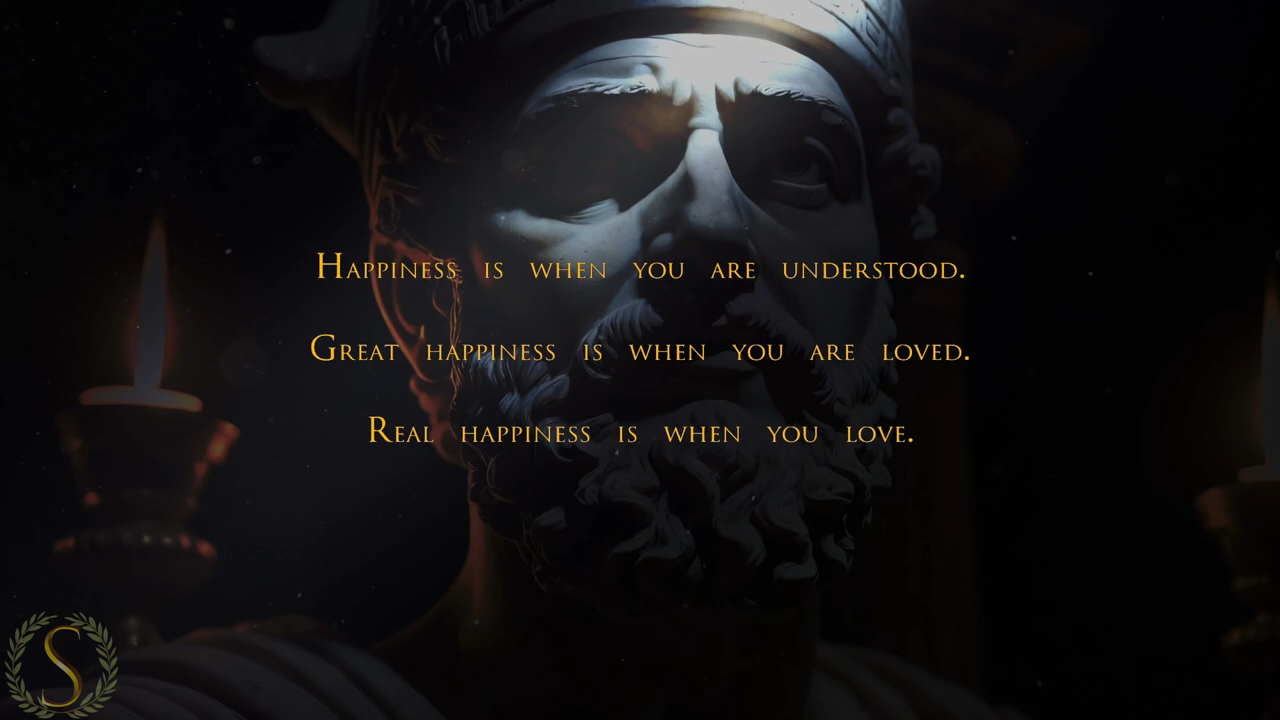 Happiness is when you are understood.
Great happiness is when you are loved.
Real happiness is when you love.
S